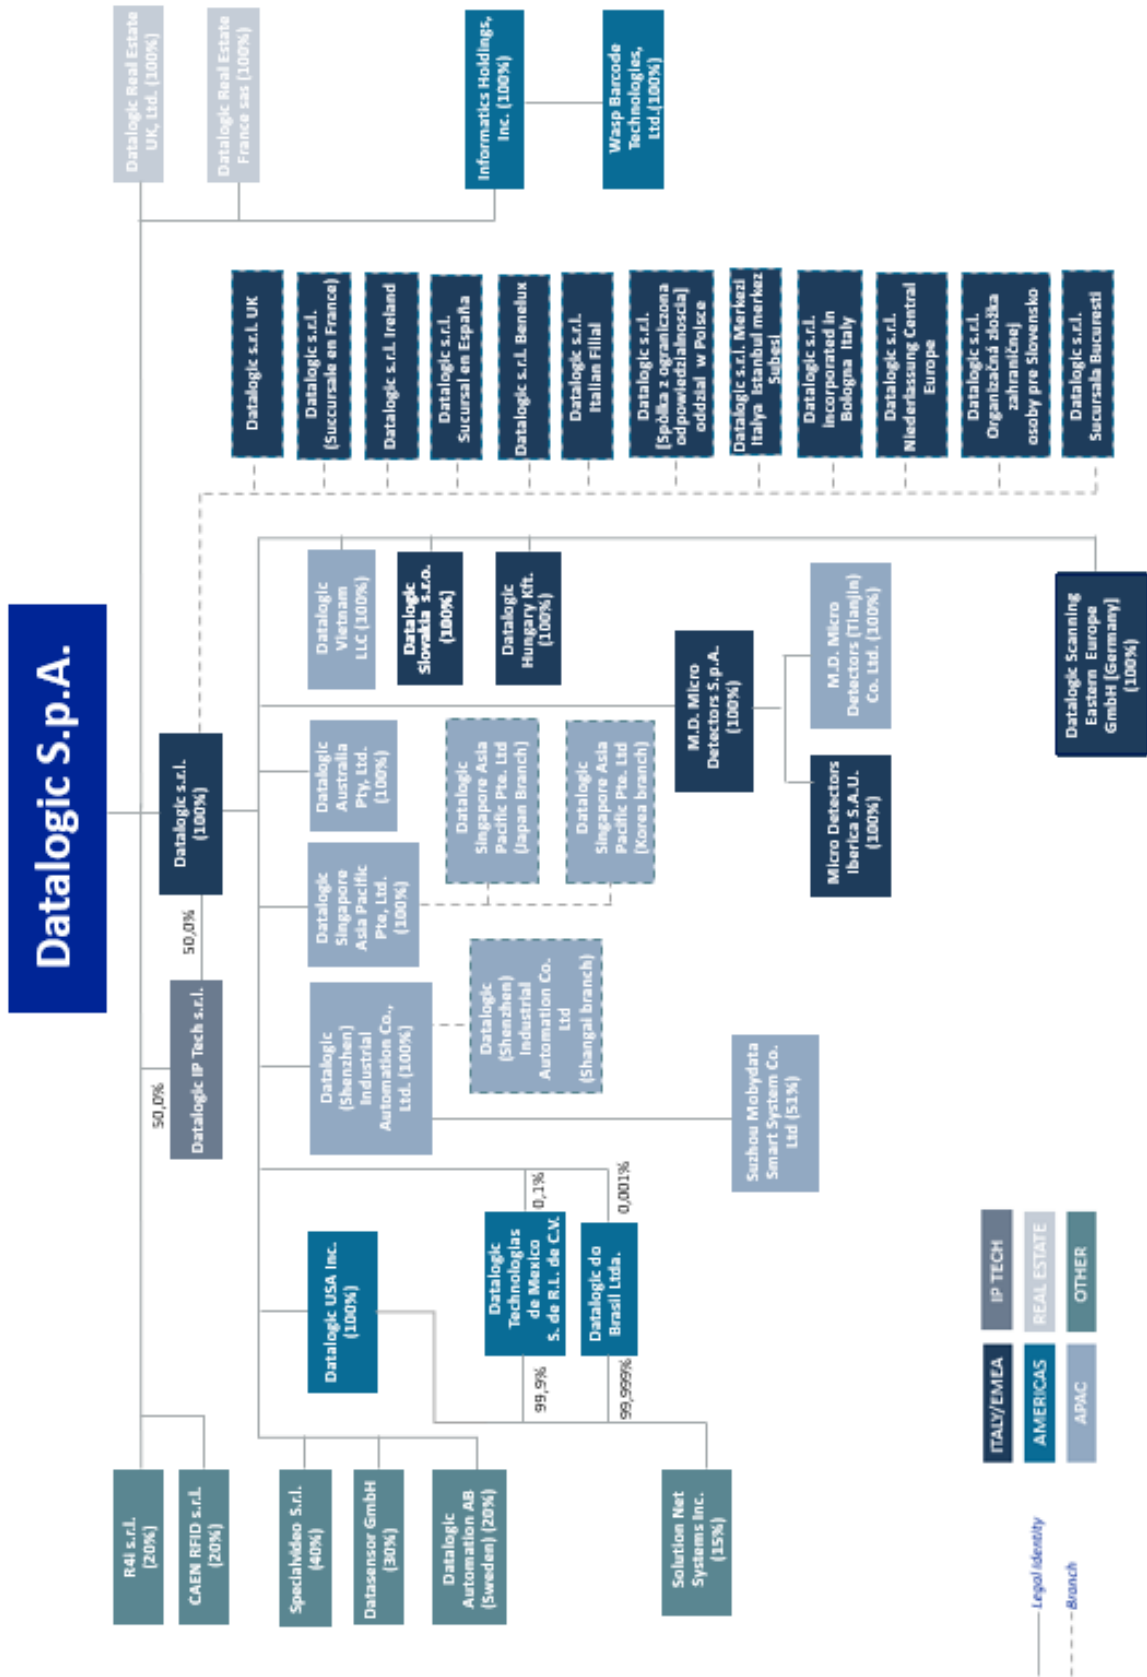 Datalogic S.p.A.
Datalogic Real Estate
UK, Ltd. (100%)
Datalogic Real Estate
France sas (100%)
Informatics Holdings,
Inc. (100%)
Wasp Barcode
Technologies,
Ltd.(100%)
R4i s.r.l.
(20%)
CAEN RFID s.r.l.
(20%)
50,0%
Datalogic IP Tech s.r.l.
50,0%
Datalogic s.r.l.
(100%)
Datalogic s.r.l. UK
Datalogic s.r.l.
(Succursale en France)
Datalogic s.r.l. Ireland
Datalogic s.r.l.
Sucursal en España
Datalogic s.r.l. Benelux
Datalogic s.r.l.
Italian Filial
Datalogic s.r.l.
[Spółka z ograniczona
odpowiedzialnoscia]
oddzial w Polsce
Datalogic s.r.l. Merkezi
Italya Istanbul merkez
Subesi
Datalogic s.r.l.
incorporated in
Bologna Italy
Datalogic s.r.l.
Niederlassung Central
Europe
Datalogic s.r.l.
Organizačná zložka
zahraničnej
osoby pre Slovensko
Datalogic s.r.l.
Sucursala Bucuresti
Specialvideo S.r.l.
(40%)
Datasensor GmbH
(30%)
Datalogic
Automation AB
(Sweden) (20%)
Solution Net
Systems Inc.
(15%)
Datalogic USA Inc.
(100%)
Datalogic
Technologias
de Mexico
S. de R.L. de C.V.
99,9%
0,1%
Datalogic do
Brasil Ltda.
99,999%
0,001%
Datalogic
(Shenzhen)
Industrial
Automation Co.,
Ltd. (100%)
Datalogic
(Shenzhen)
Industrial
Automation Co.
Ltd
(Shangai branch)
Suzhou Mobydata
Smart System Co.
Ltd (51%)
Datalogic
Singapore
Asia Pacific
Pte, Ltd.
(100%)
Datalogic
Singapore Asia
Pacific Pte. Ltd
(Japan Branch)
Datalogic
Singapore Asia
Pacific Pte. Ltd
[Korea branch)
Datalogic
Australia
Pty, Ltd.
(100%)
Datalogic
Vietnam
LLC (100%)
Datalogic
Slovakia s.r.o.
(100%)
Datalogic
Hungary Kft.
(100%)
M.D. Micro
Detectors S.p.A.
(100%)
Micro Detectors
Iberica S.A.U.
(100%)
M.D. Micro
Detectors (Tianjin)
Co. Ltd. (100%)
Datalogic Scanning
Eastern Europe
GmbH [Germany]
(100%)
Legal Identity
Branch
ITALY/EMEA
IP TECH
AMERICAS
REAL ESTATE
APAC
OTHER